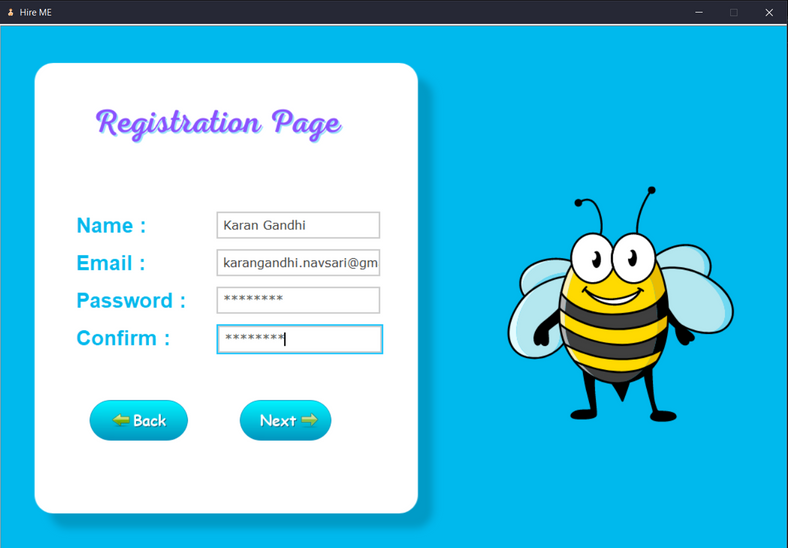 Hire ME
Registration Page
Name : Karan Gandhi
Email : karangandhi.navsari@gm
Password : ********
Confirm : ********
Back Next